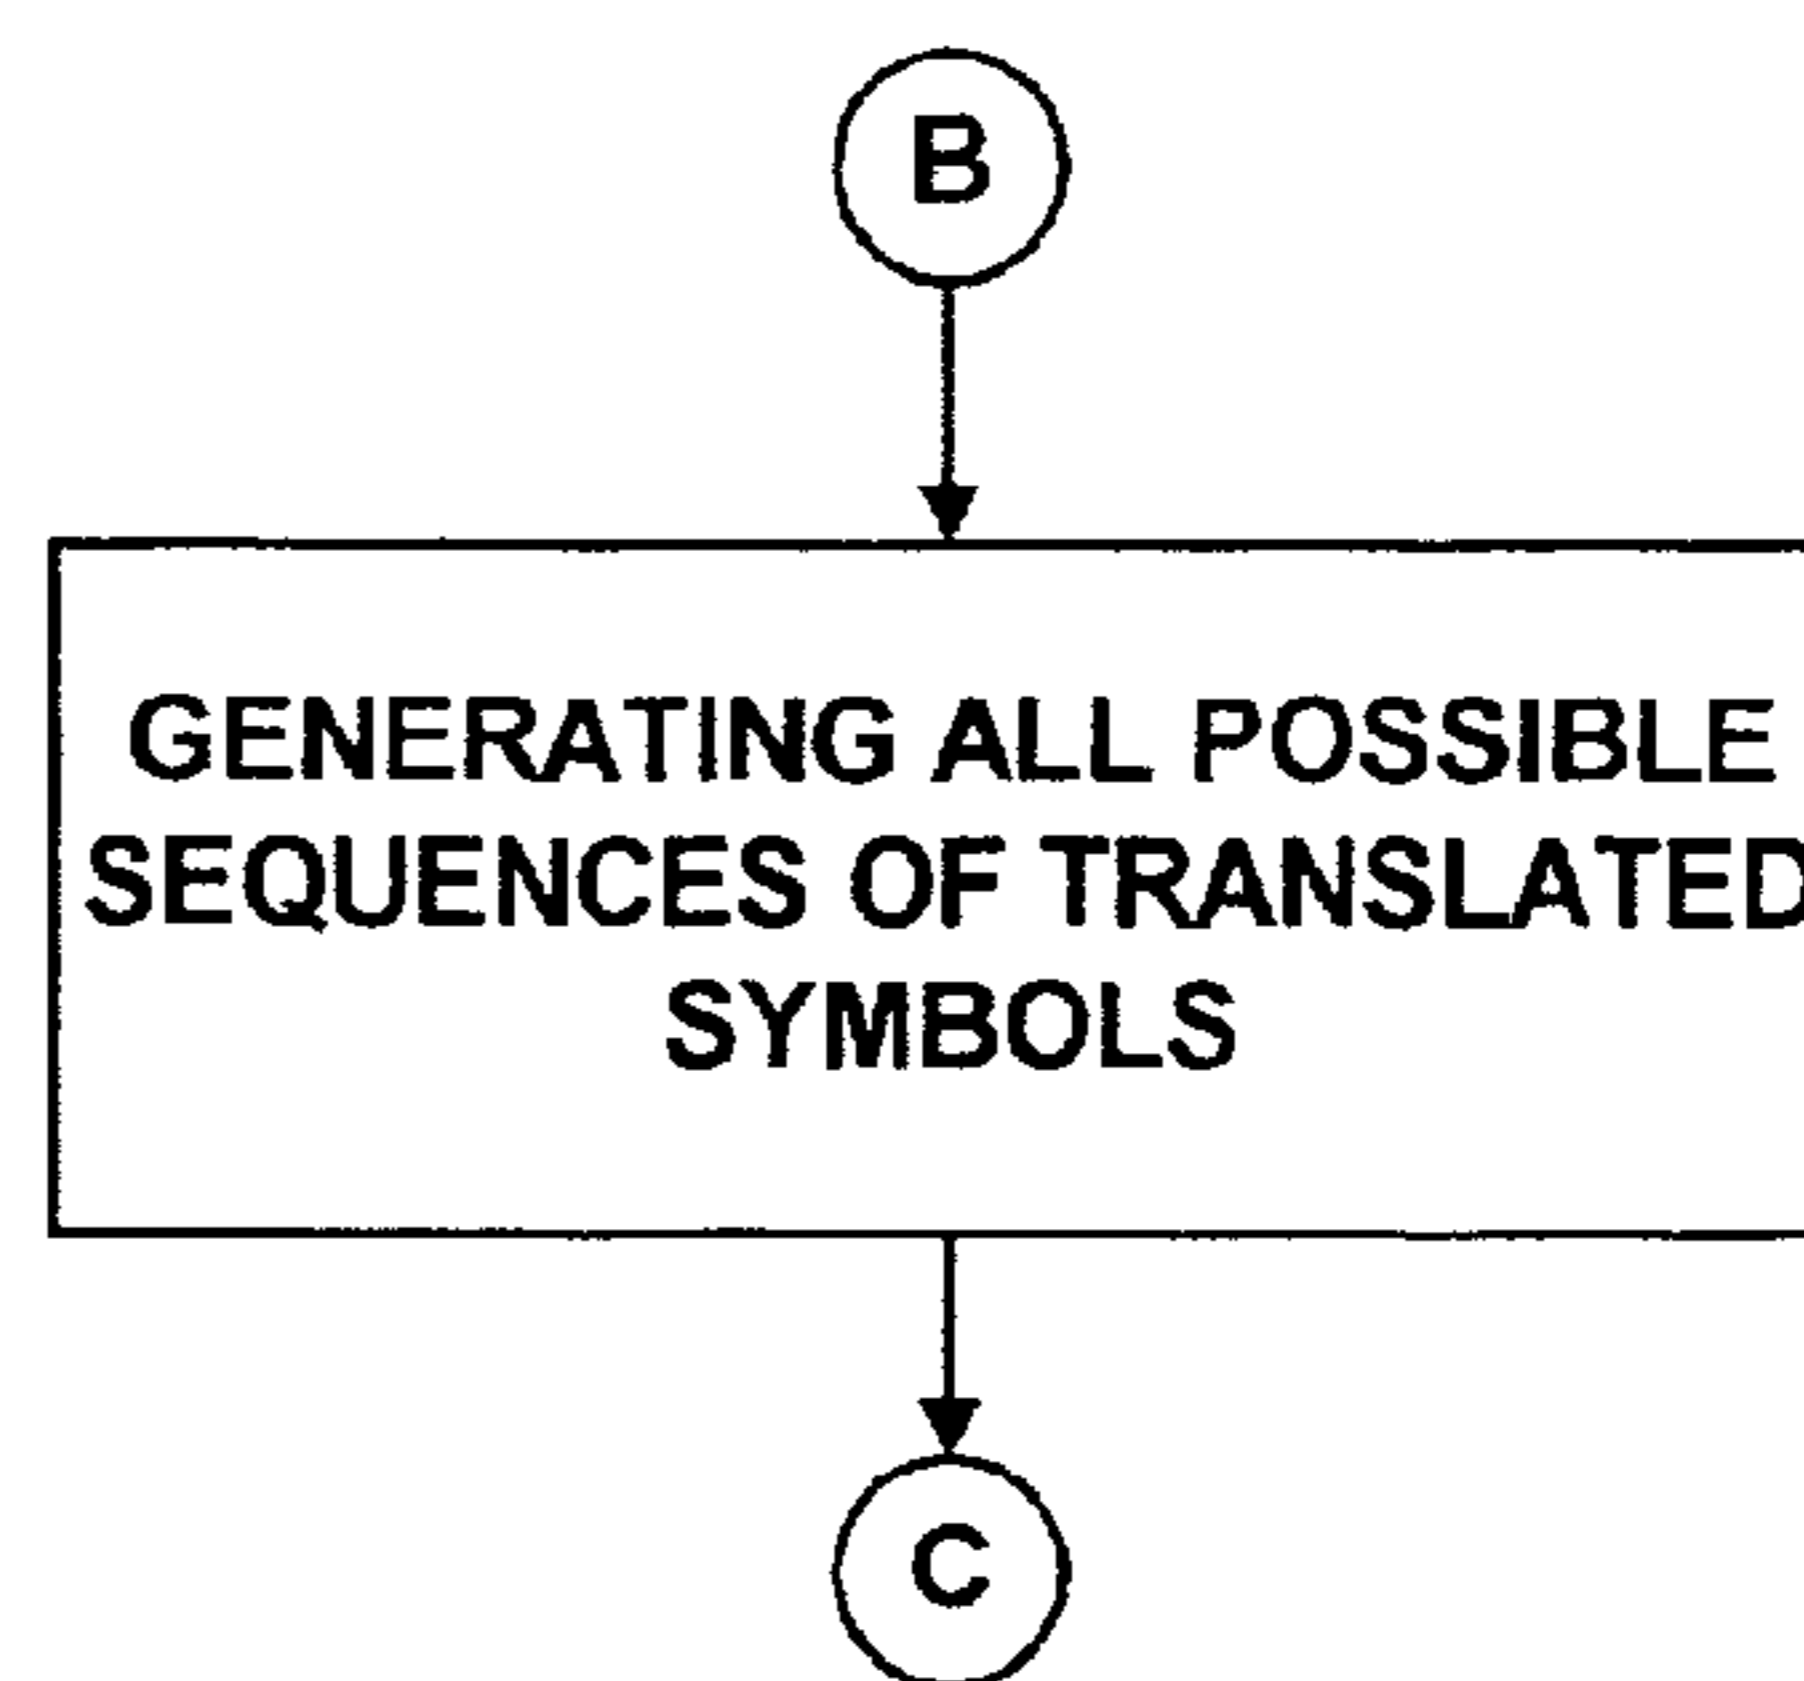 B
GENERATING ALL POSSIBLE
SEQUENCES OF TRANSLATED
SYMBOLS
C